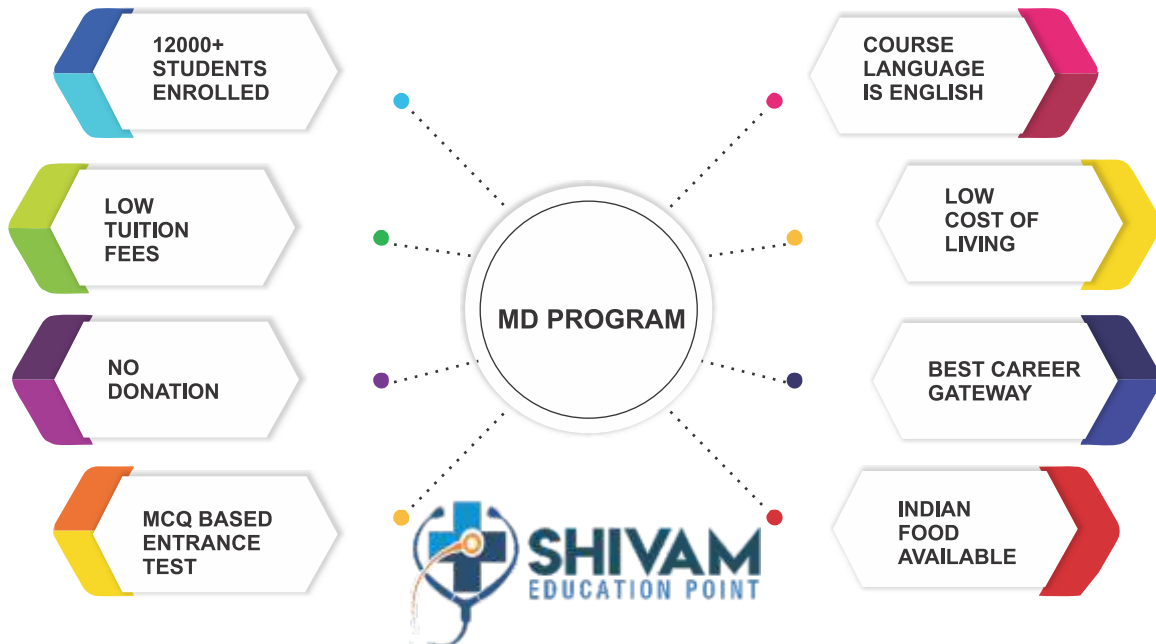 12000+
STUDENTS
ENROLLED
COURSE
LANGUAGE
IS ENGLISH
LOW
TUITION
FEES
LOW
COST OF
LIVING
MD PROGRAM
NO
DONATION
BEST CAREER
GATEWAY
MCQ BASED
ENTRANCE
TEST
INDIAN
FOOD
AVAILABLE
SHIVAM
EDUCATION POINT